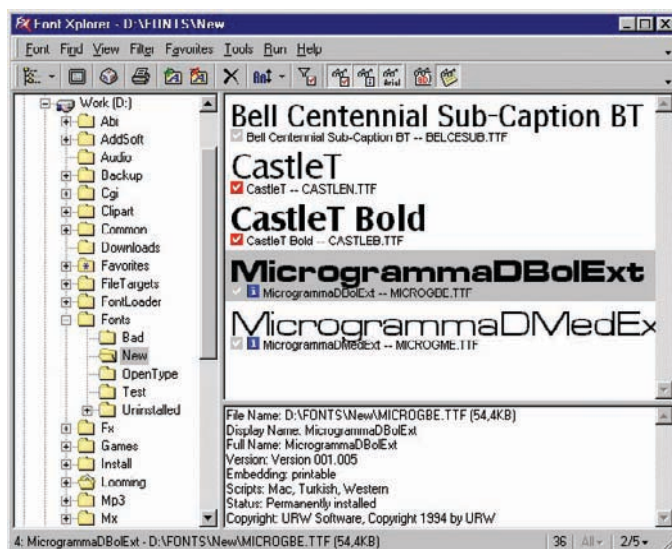 Font Xplorer - D:\FONTS\New
Font Find View Filter Favorites Tools Run Help
Work (D:)
Abi
AddSoft
Audio
Backup
Cgi
Clipart
Common
Downloads
Favorites
FileTargets
FontLoader
Fonts
Bad
New
OpenType
Test
Uninstalled
Fx
Games
Install
Looming
Mp3
Mx
Bell Centennial Sub-Caption BT
Bell Centennial Sub-Caption BT -- BELCESUB.TTF
CastleT
CastleT -- CASTLEN.TTF
CastleT Bold
CastleT Bold -- CASTLEB.TTF
MicrogrammaDBolExt
MicrogrammaDBolExt -- MICROGBE.TTF
MicrogrammaDMedEx
MicrogrammaDMedExt -- MICROGME.TTF
File Name: D:\FONTS\New\MICROGBE.TTF (54,4KB)
Display Name: MicrogrammaDBolExt
Full Name: MicrogrammaDBolExt
Version: Version 001.005
Embedding: printable
Scripts: Mac, Turkish, Western
Status: Permanently installed
Copyright: URW Software, Copyright 1994 by URW
4: MicrogrammaDBolExt - D:\FONTS\New\MICROGBE.TTF (54,4KB) 36 All 2/5